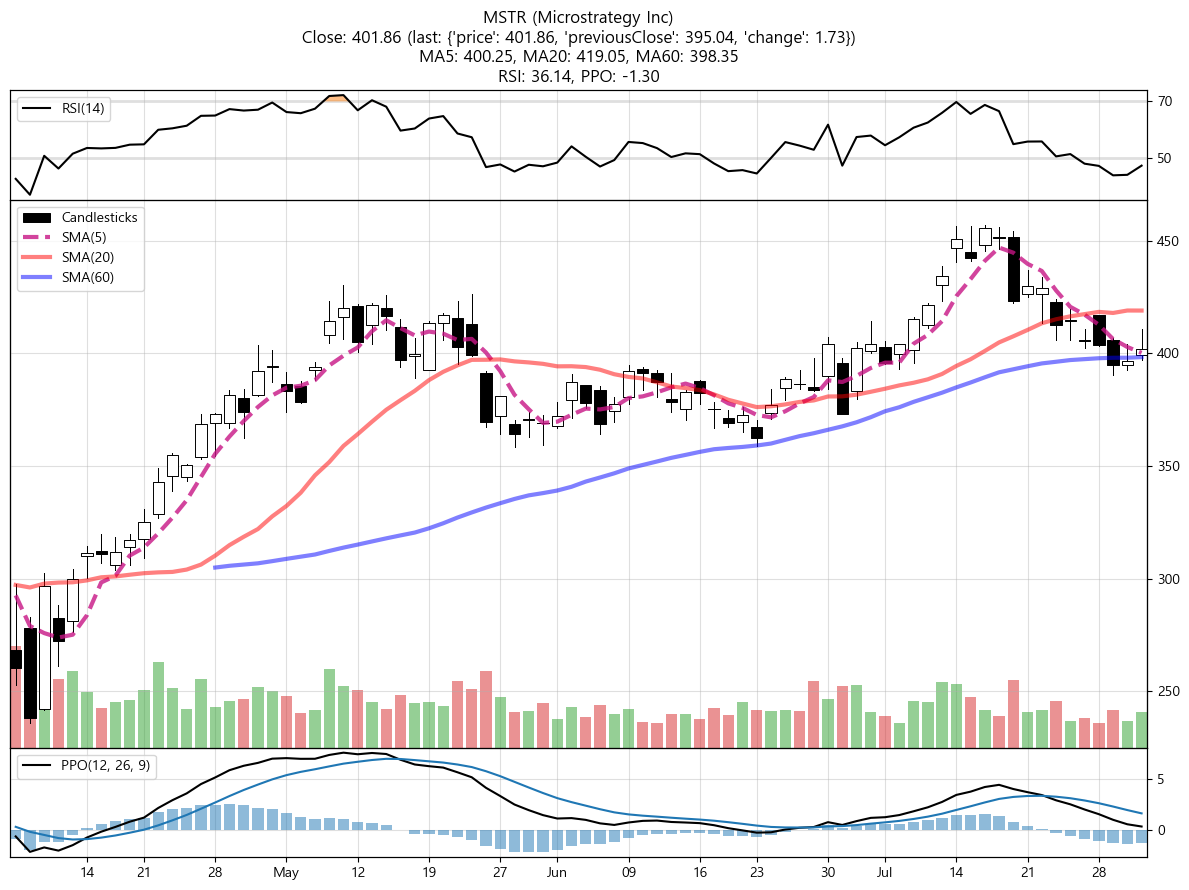 MSTR (Microstrategy Inc)
Close: 401.86 (last: {'price': 401.86, 'previousClose': 395.04, 'change': 1.73})
MA5: 400.25, MA20: 419.05, MA60: 398.35
RSI: 36.14, PPO: -1.30
RSI(14)
70
50
Candlesticks
SMA(5)
SMA(20)
SMA(60)
450
400
350
300
250
PPO(12, 26, 9)
5
0
14 21 28 May 12 19 27 Jun 09 16 23 30 Jul 14 21 28